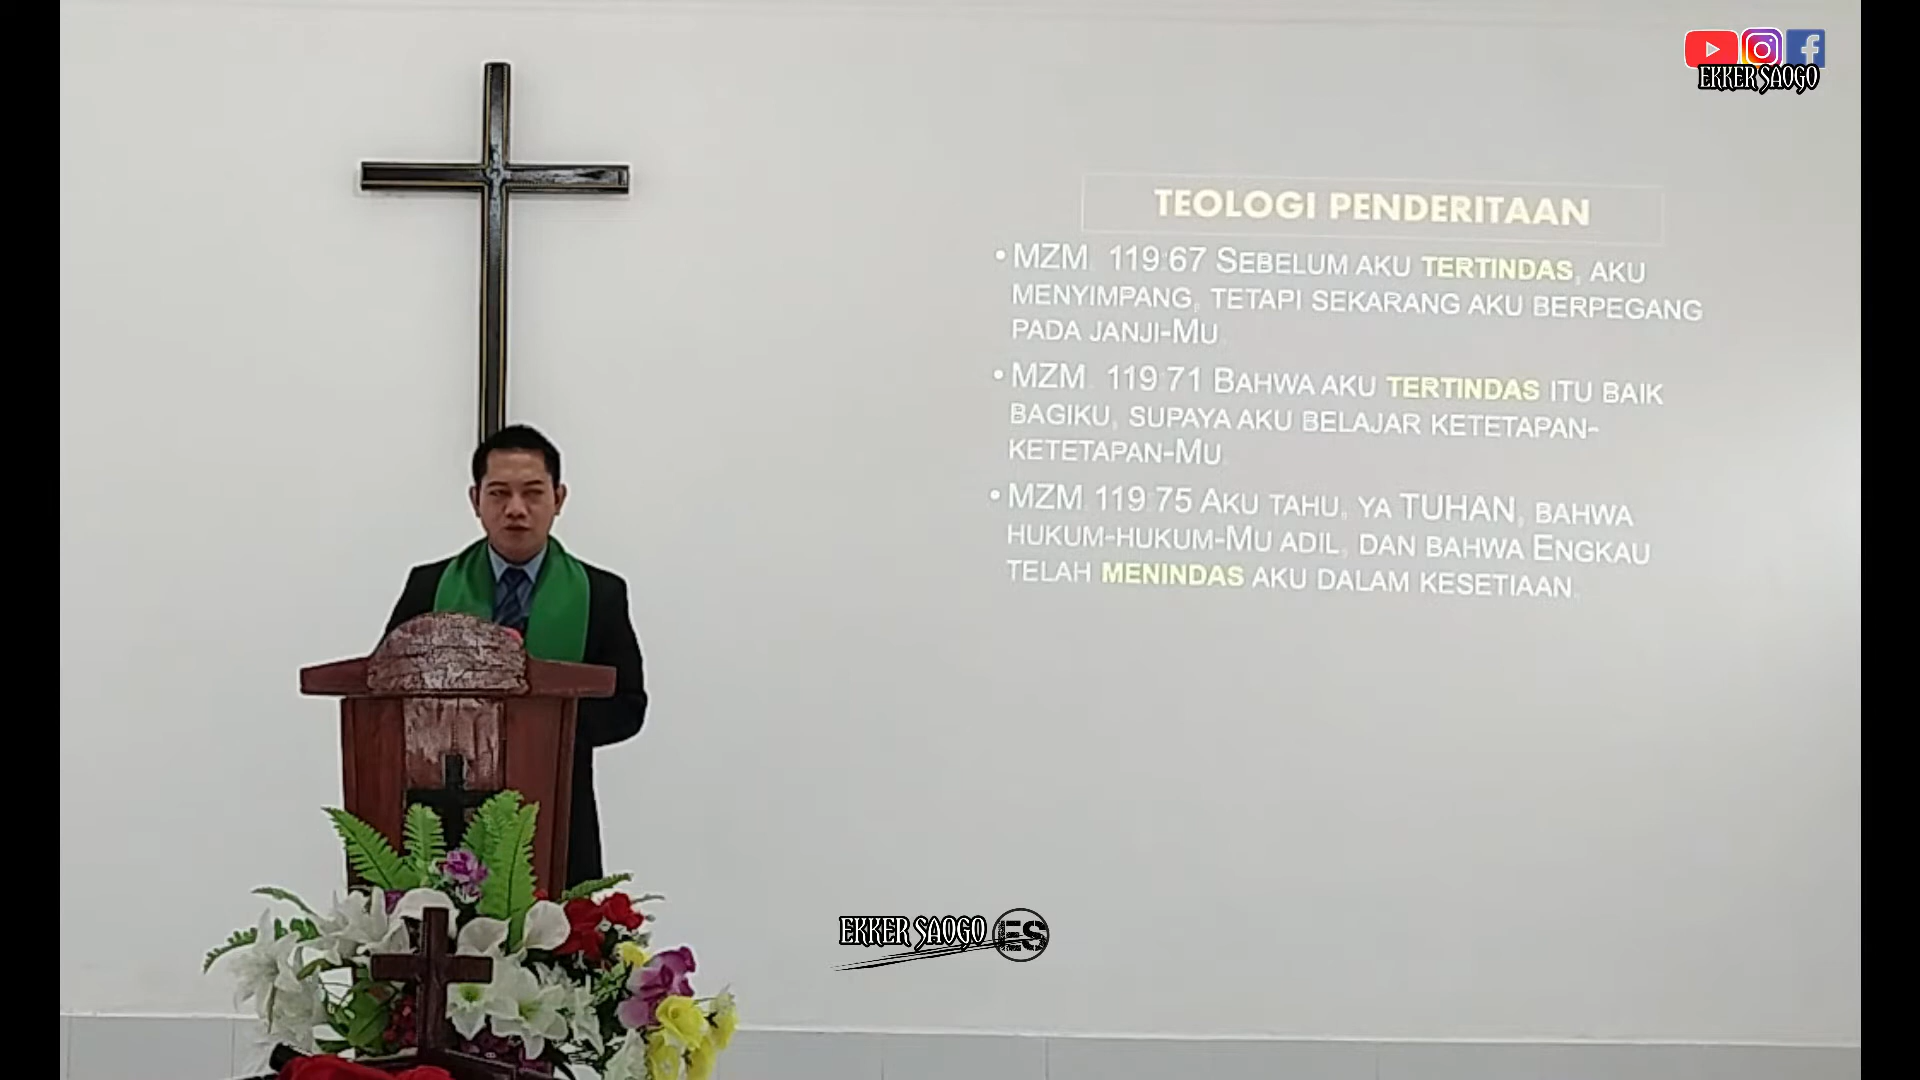 EKKER SAOGO
TEOLOGI PENDERITAAN
• MZM. 119:67 SEBELUM AKU TERTINDAS, AKU
MENYIMPANG, TETAPI SEKARANG AKU BERPEGANG
PADA JANJI-MU.
• MZM. 119:71 BAHWA AKU TERTINDAS ITU BAIK
BAGIKU, SUPAYA AKU BELAJAR KETETAPAN-
KETETAPAN-MU.
• MZM. 119:75 AKU TAHU, YA TUHAN, BAHWA
HUKUM-HUKUM-MU ADIL, DAN BAHWA ENGKAU
TELAH MENINDAS AKU DALAM KESETIAAN.
EKKER SAOGO ES